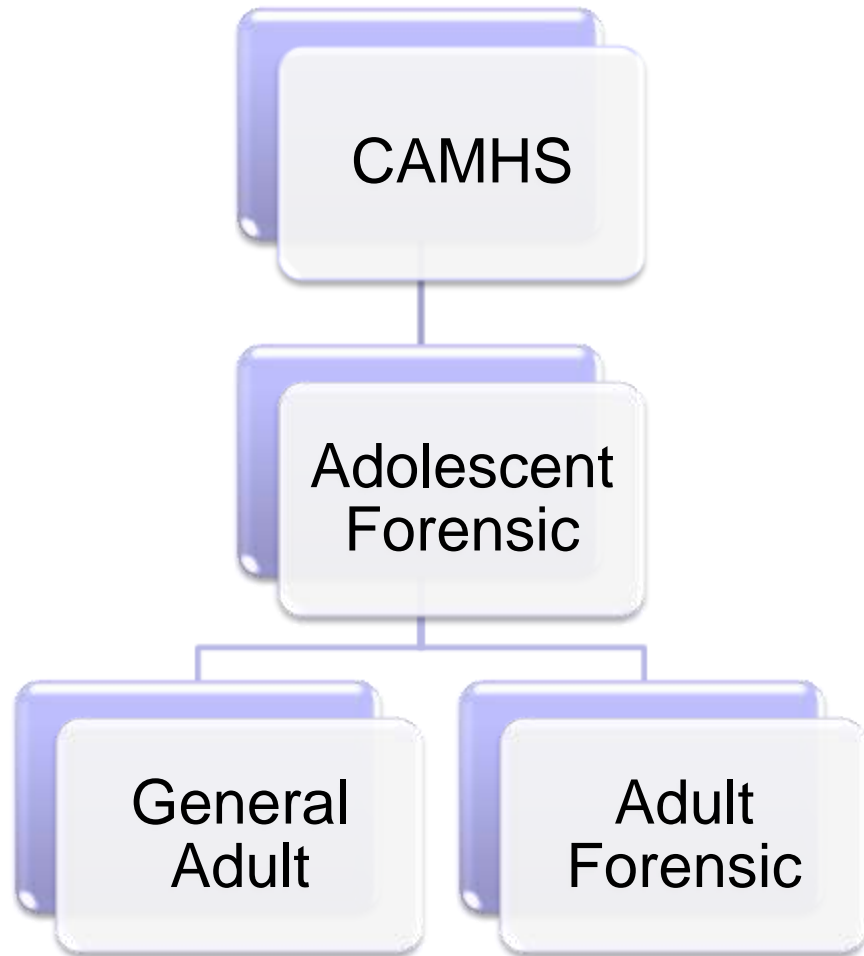 CAMHS
Adolescent
Forensic
General
Adult
Adult
Forensic